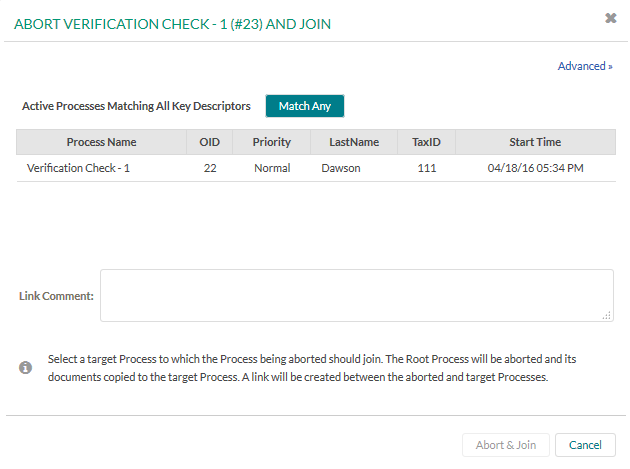 ABORT VERIFICATION CHECK - 1 (#23) AND JOIN
Advanced »
Active Processes Matching All Key Descriptors Match Any
Process Name OID Priority LastName TaxID Start Time
Verification Check - 1 22 Normal Dawson 111 04/18/16 05:34 PM
Link Comment:
Select a target Process to which the Process being aborted should join. The Root Process will be aborted and its
documents copied to the target Process. A link will be created between the aborted and target Processes.
Abort & Join Cancel